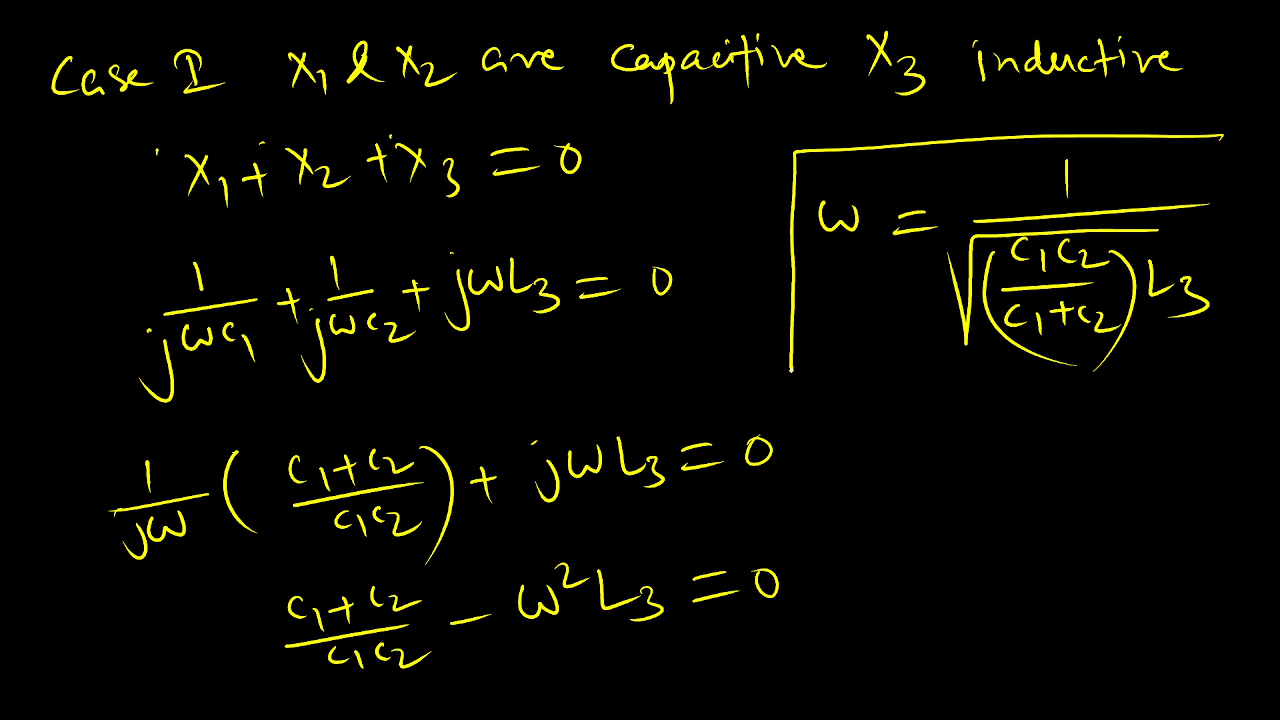 Case I X₁ & X₂ are capacitive X₃ inductive
X₁ + X₂ + X₃ = 0
1/(jωC₁) + 1/(jωC₂) + jωL₃ = 0
1/(jω) ( (C₁+C₂)/(C₁C₂) ) + jωL₃ = 0
(C₁+C₂)/(C₁C₂) - ω²L₃ = 0
ω = 1/√((C₁C₂/(C₁+C₂))L₃)